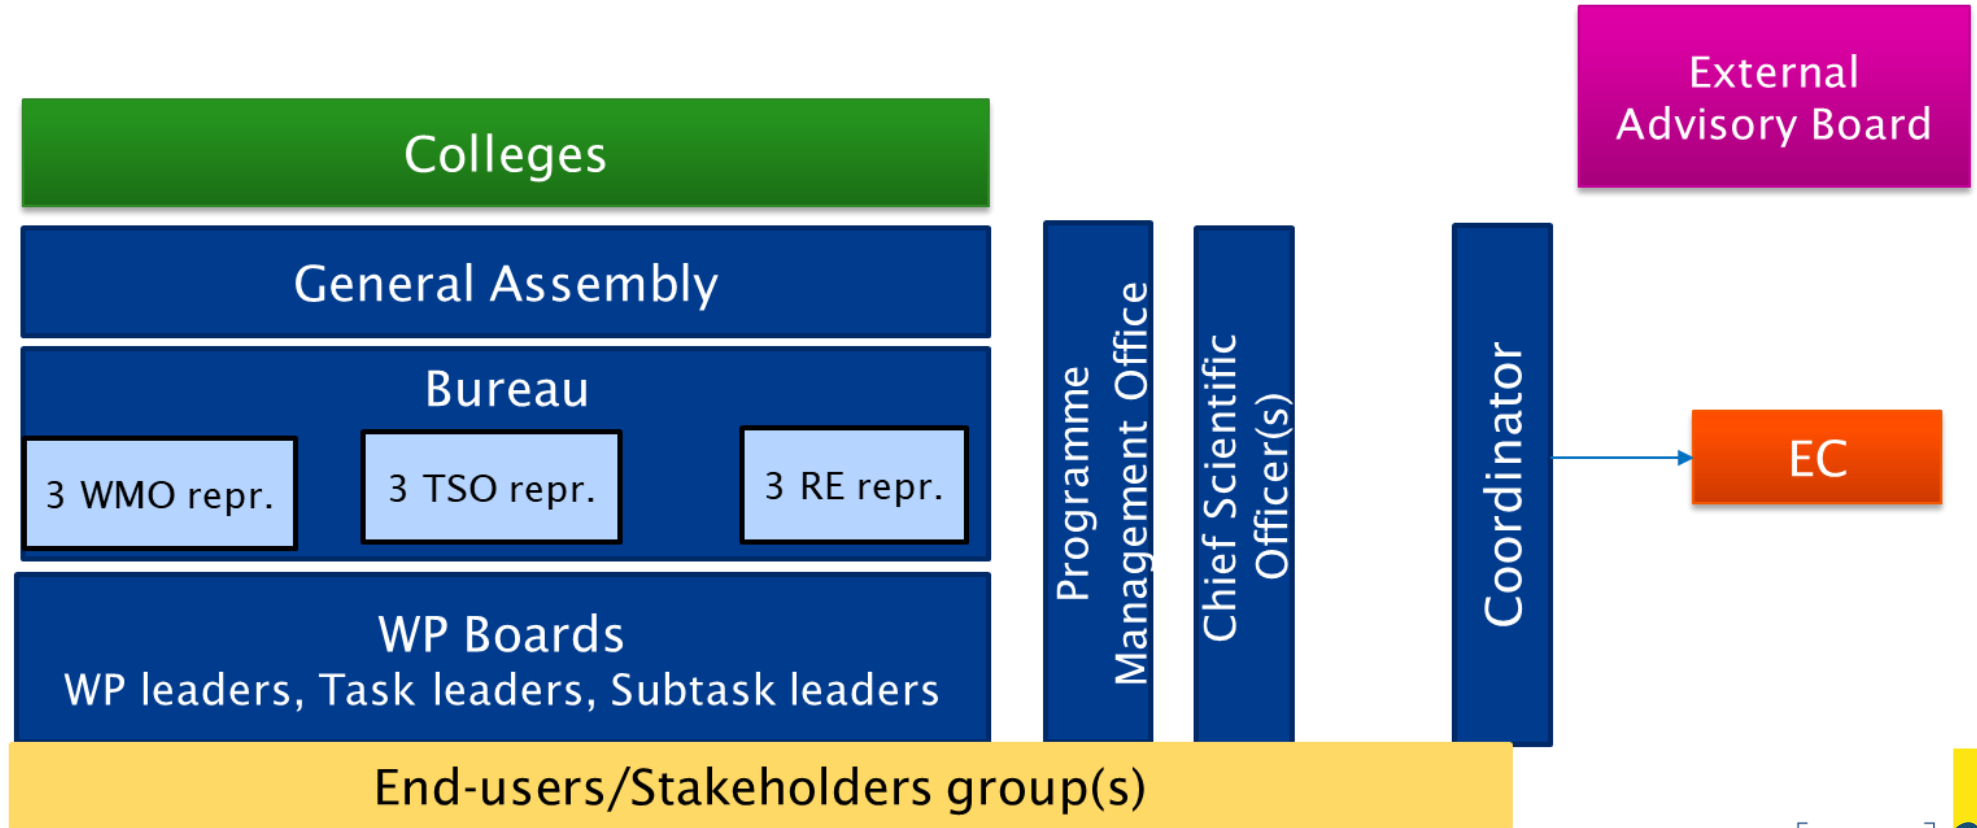 External
Advisory Board
Colleges
General Assembly
Bureau
3 WMO repr.
3 TSO repr.
3 RE repr.
WP Boards
WP leaders, Task leaders, Subtask leaders
Programme
Management Office
Chief Scientific
Officer(s)
Coordinator
EC
End-users/Stakeholders group(s)